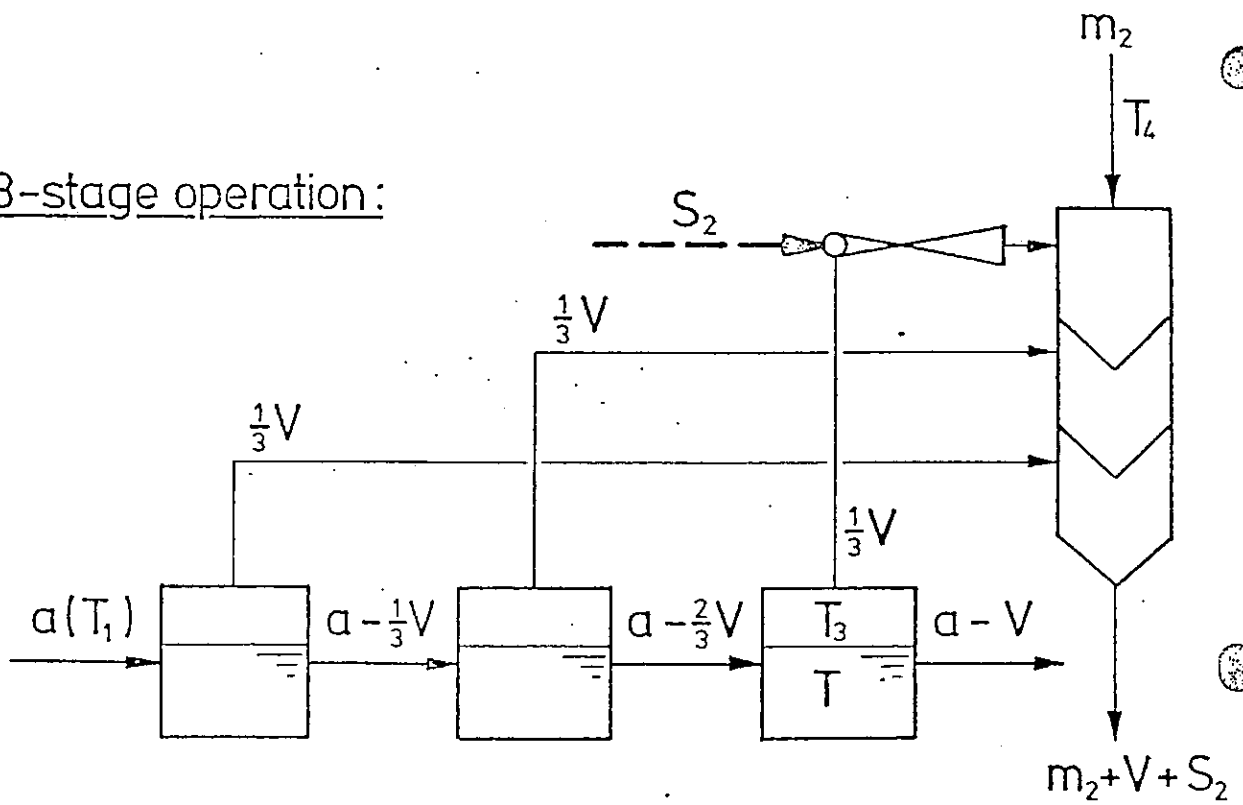 m₂
T₄
3-stage operation:
S₂
⅓V
⅓V
⅓V
a(T₁)
a-⅓V
a-⅔V
T₃
a-V
T
m₂+V+S₂